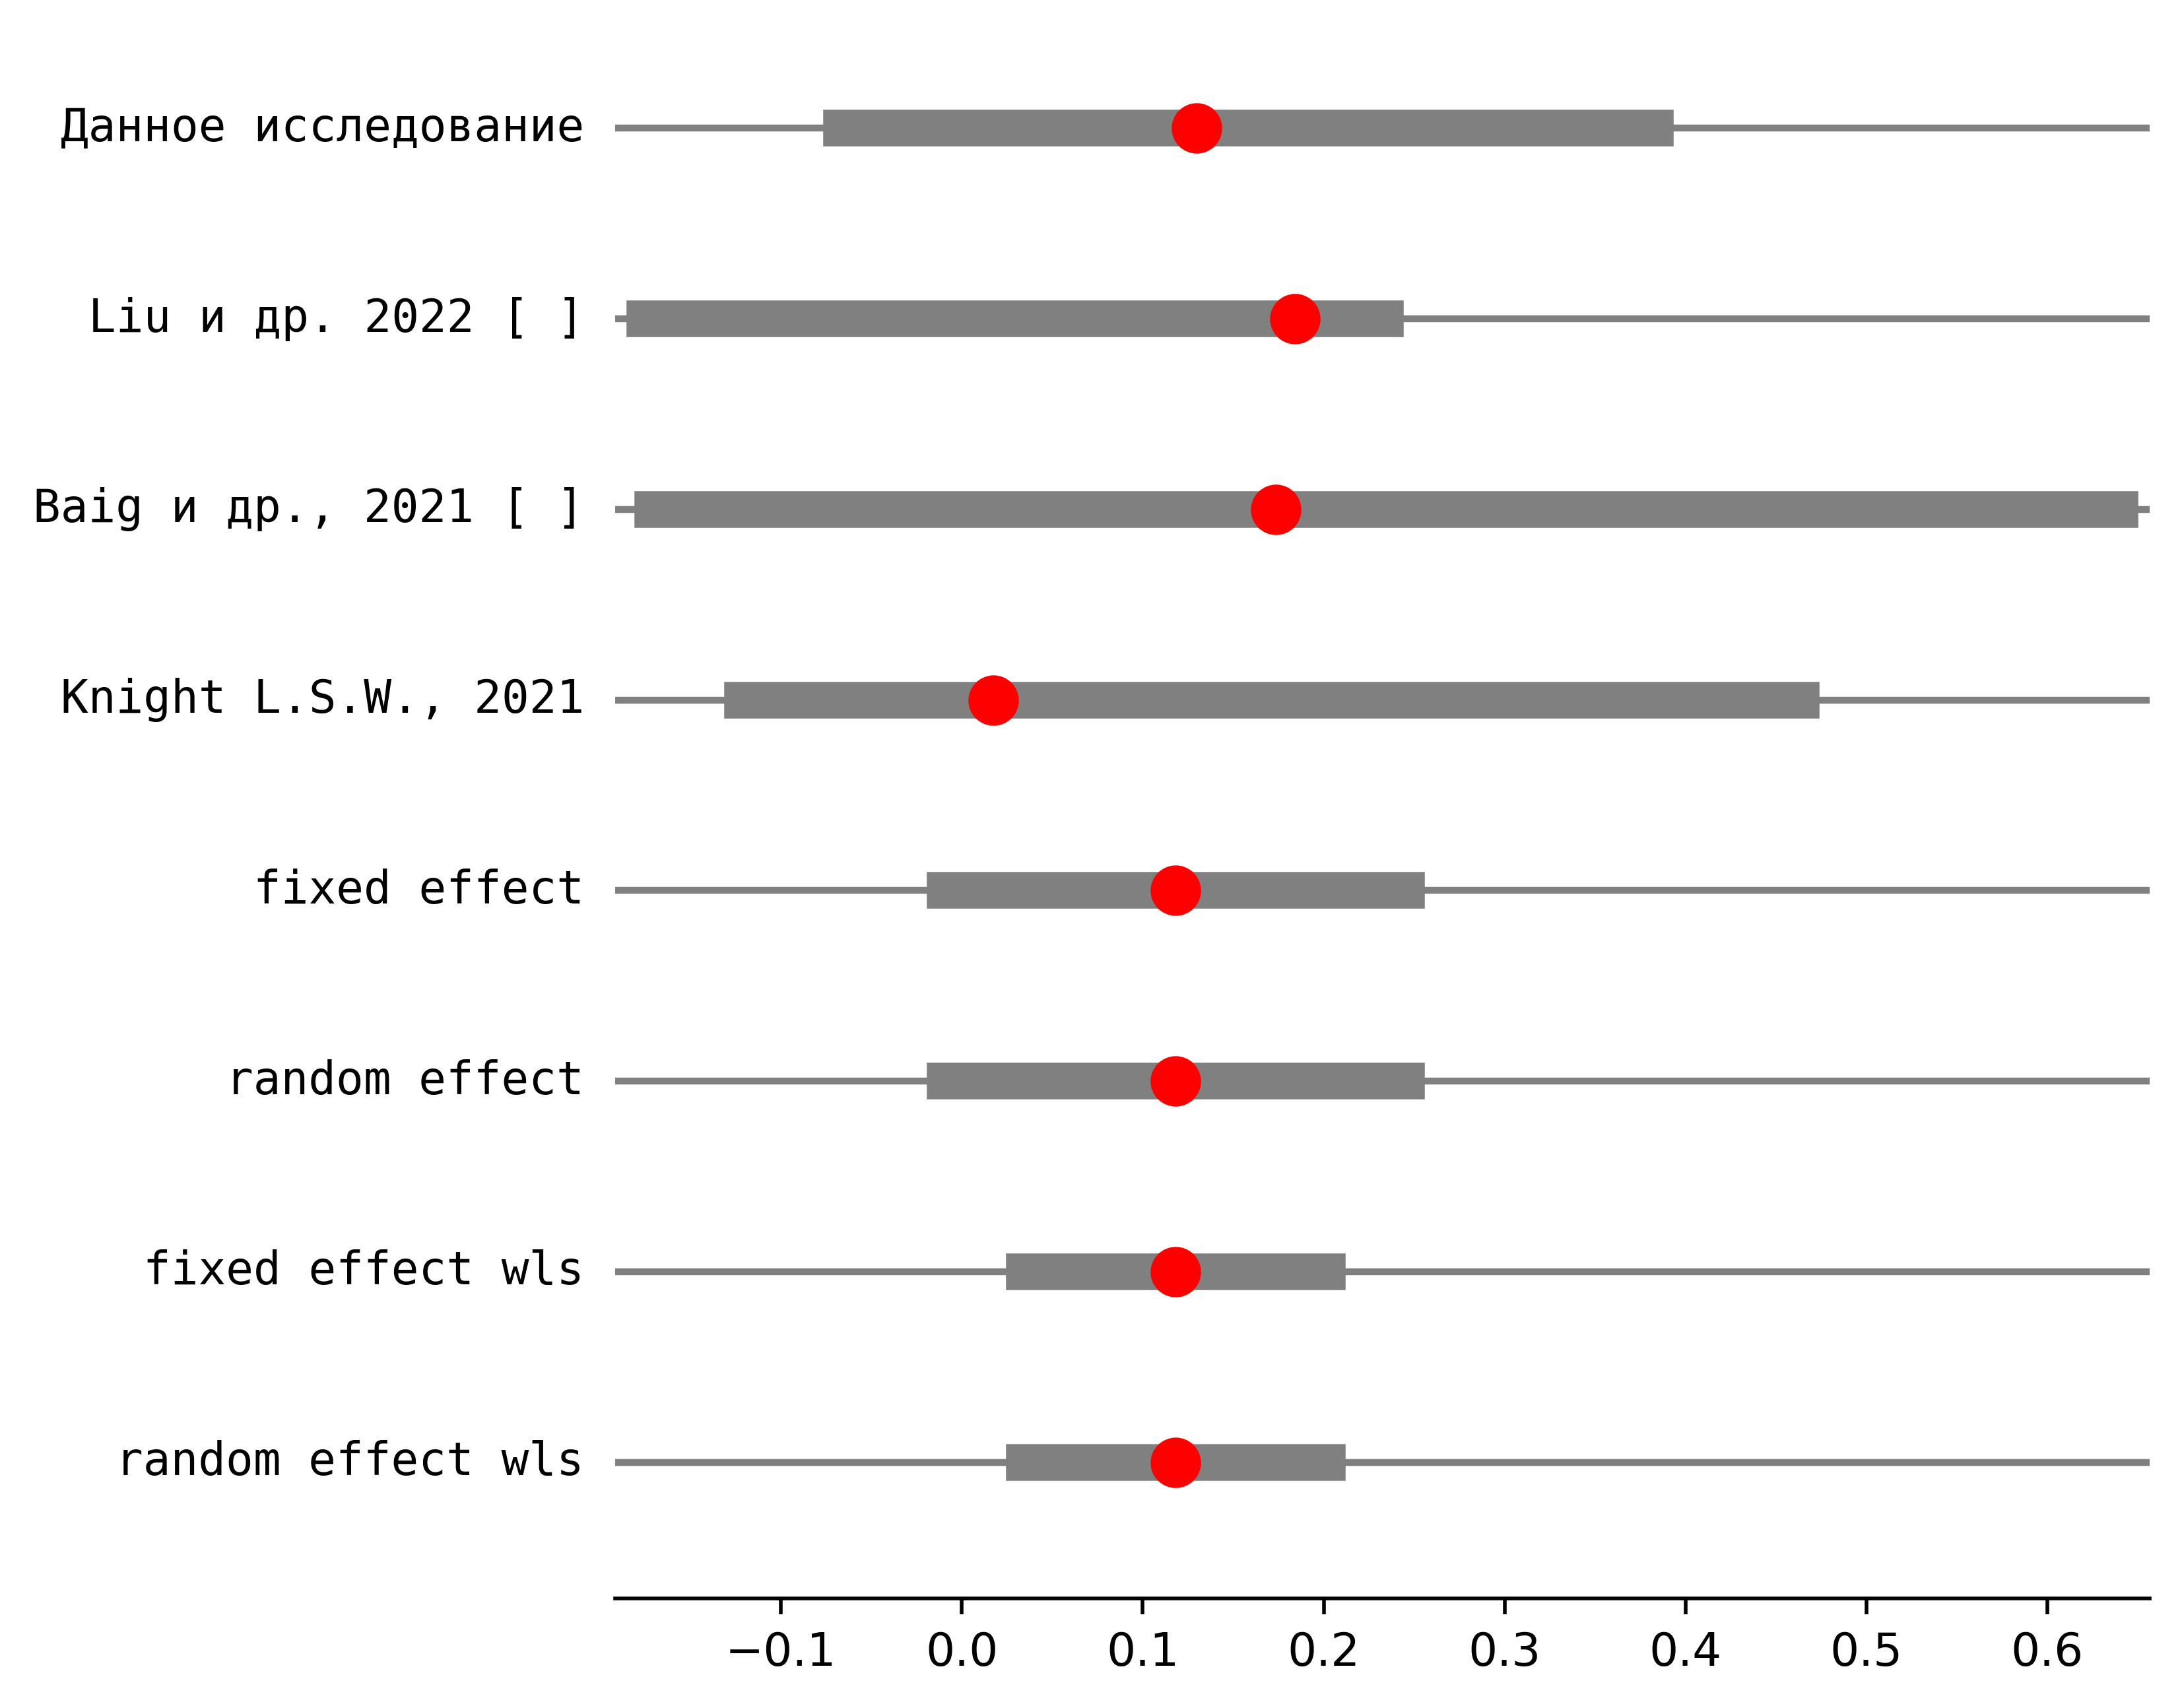 Данное исследование
Liu и др. 2022 [ ]
Baig и др., 2021 [ ]
Knight L.S.W., 2021
fixed effect
random effect
fixed effect wls
random effect wls
−0.1 0.0 0.1 0.2 0.3 0.4 0.5 0.6